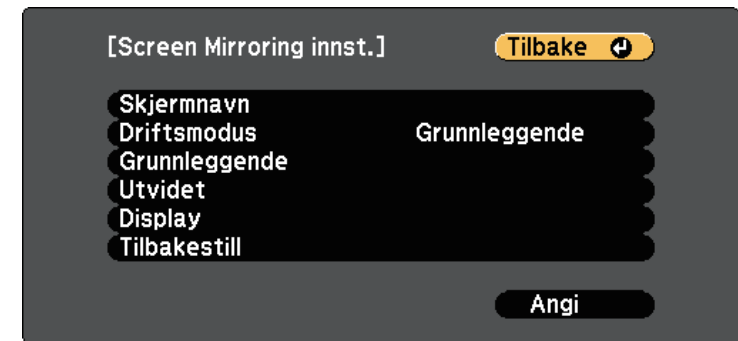 [Screen Mirroring innst.] Tilbake
Skjermnavn
Driftsmodus Grunnleggende
Grunnleggende
Utvidet
Display
Tilbakestill
Angi